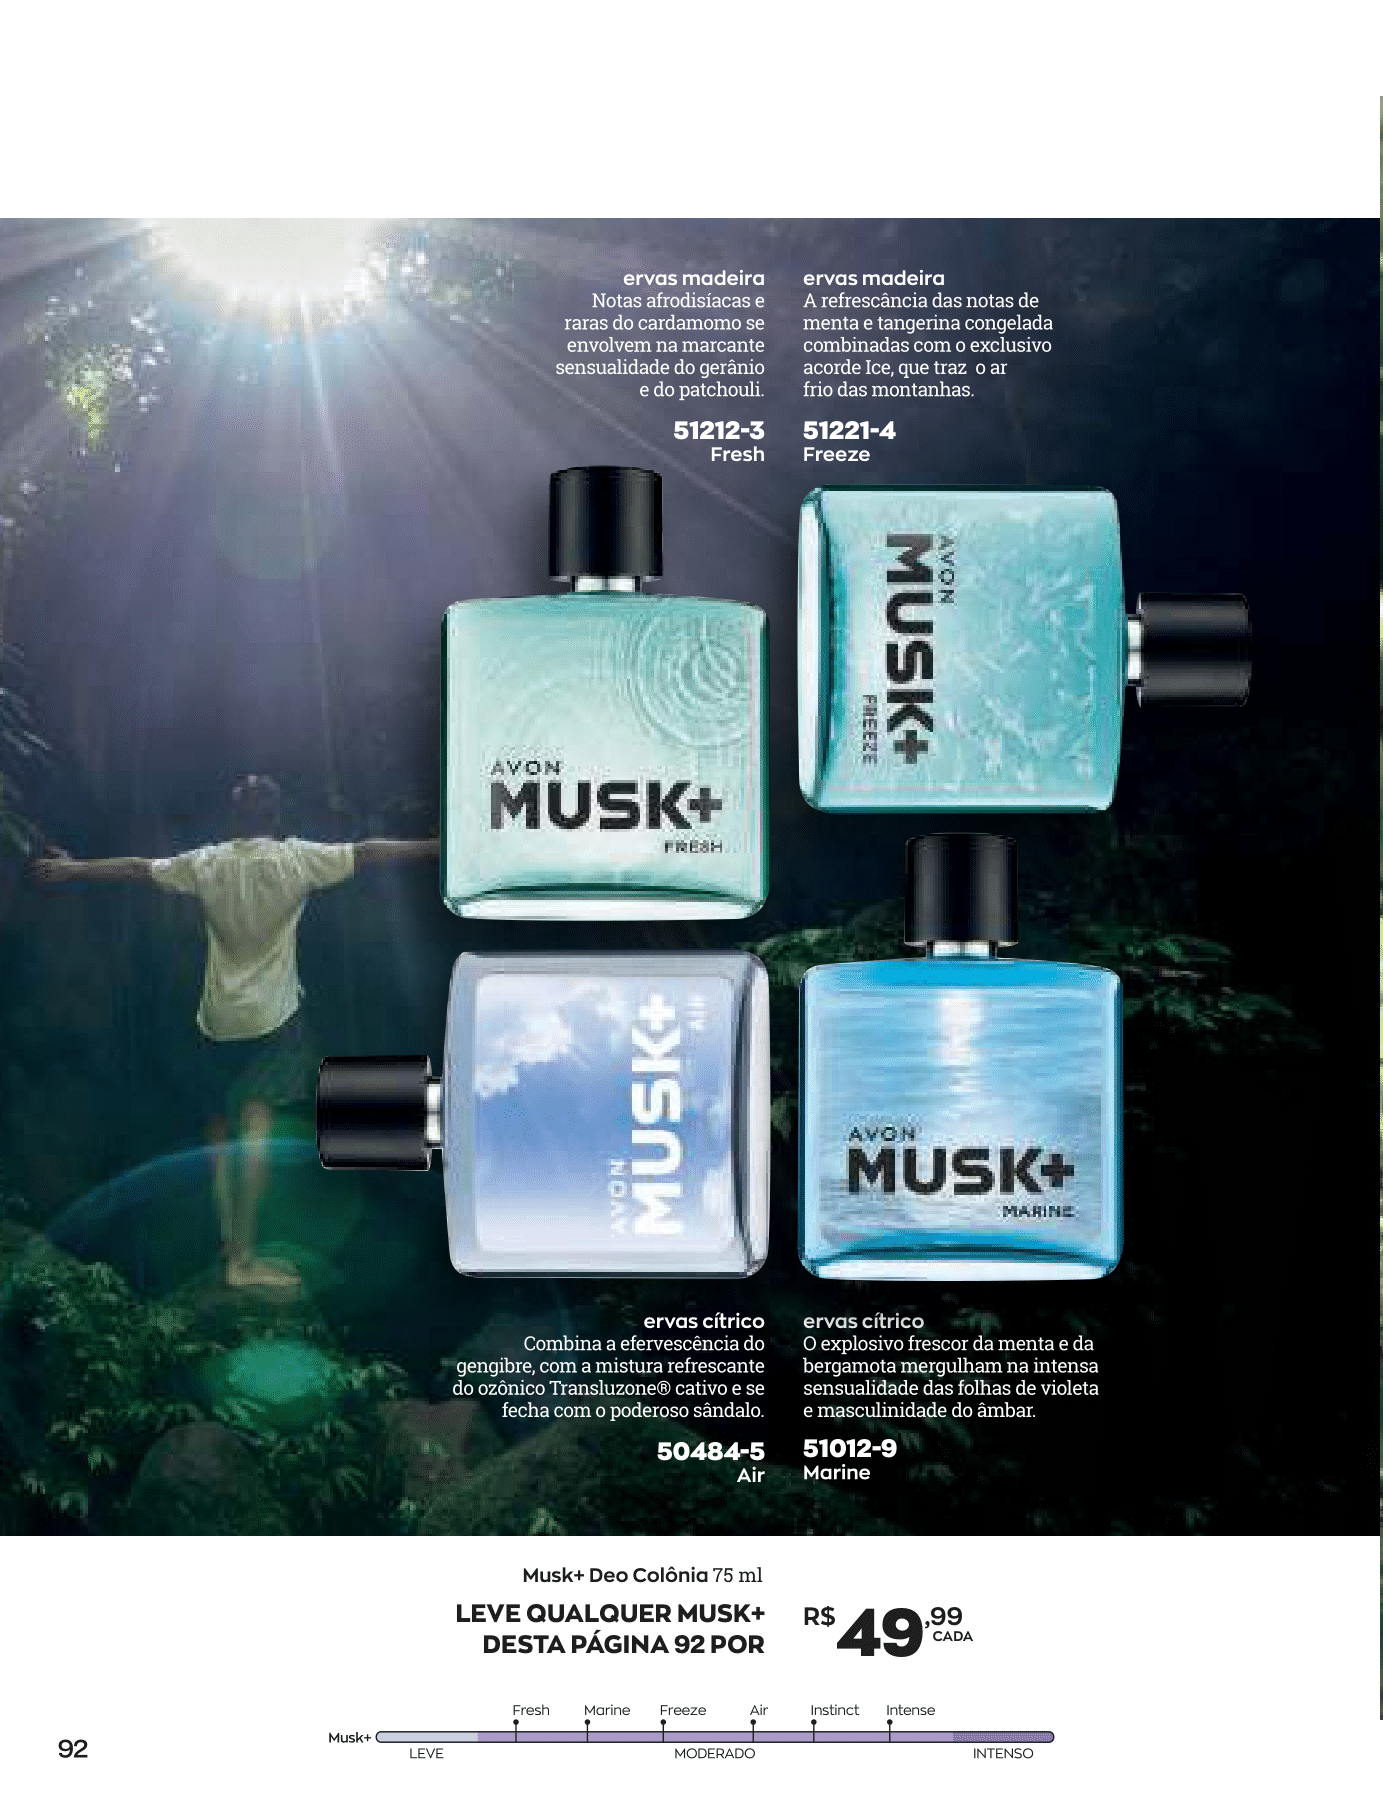 ervas madeira
Notas afrodisíacas e
raras do cardamomo se
envolvem na marcante
sensualidade do gerânio
e do patchouli.
51212-3
Fresh
ervas madeira
A refrescância das notas de
menta e tangerina congelada
combinadas com o exclusivo
acorde Ice, que traz  o ar
frio das montanhas.
51221-4
Freeze
AVON
MUSK+
FRESH
AVON
MUSK+
FREEZE
AVON
MUSK+
AIR
AVON
MUSK+
MARINE
ervas cítrico
Combina a efervescência do
gengibre, com a mistura refrescante
do ozônico Transluzone® cativo e se
fecha com o poderoso sândalo.
50484-5
Air
ervas cítrico
O explosivo frescor da menta e da
bergamota mergulham na intensa
sensualidade das folhas de violeta
e masculinidade do âmbar.
51012-9
Marine
Musk+ Deo Colônia 75 ml
LEVE QUALQUER MUSK+
DESTA PÁGINA 92 POR
R$ 49,99
CADA
Fresh Marine Freeze Air Instinct Intense
Musk+
LEVE MODERADO INTENSO
92